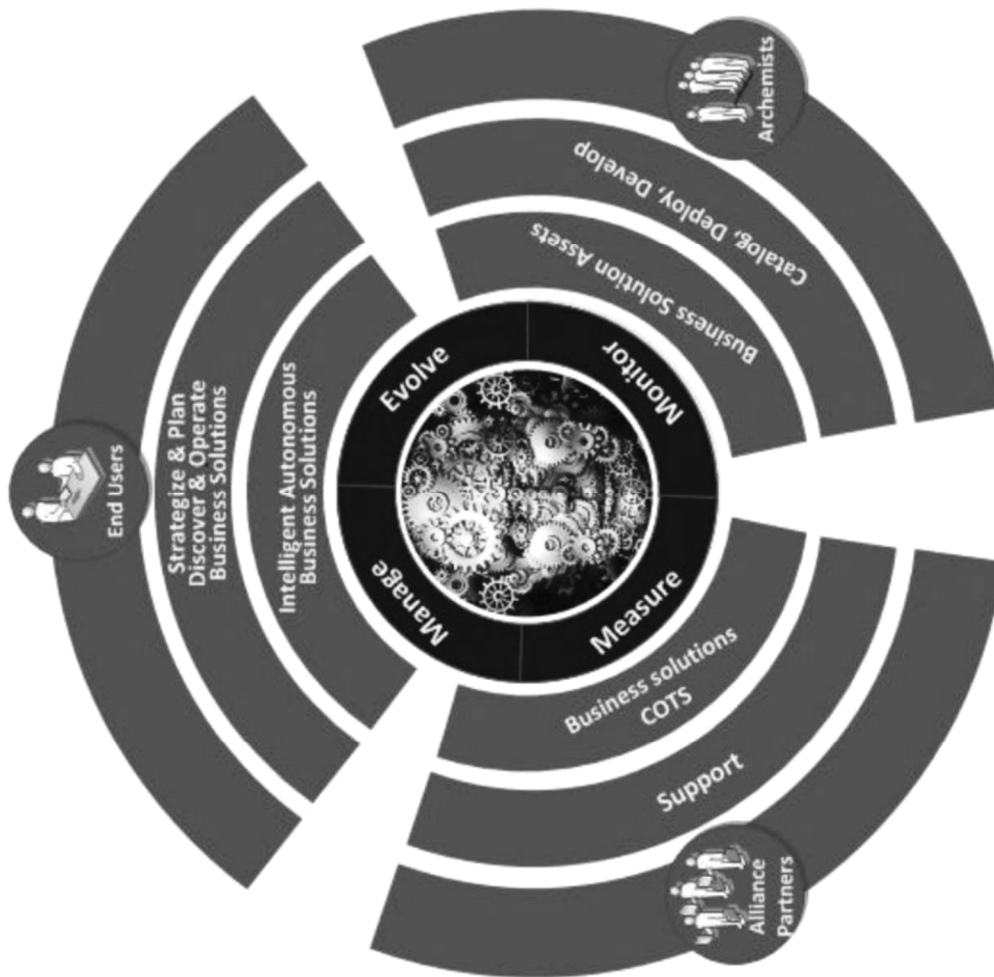 End Users
Strategize & Plan
Discover & Operate
Business Solutions
Intelligent Autonomous
Business Solutions
Manage
Evolve
Monitor
Measure
Archemists
Catalog, Deploy, Develop
Business Solution Assets
Business solutions
COTS
Support
Alliance
Partners